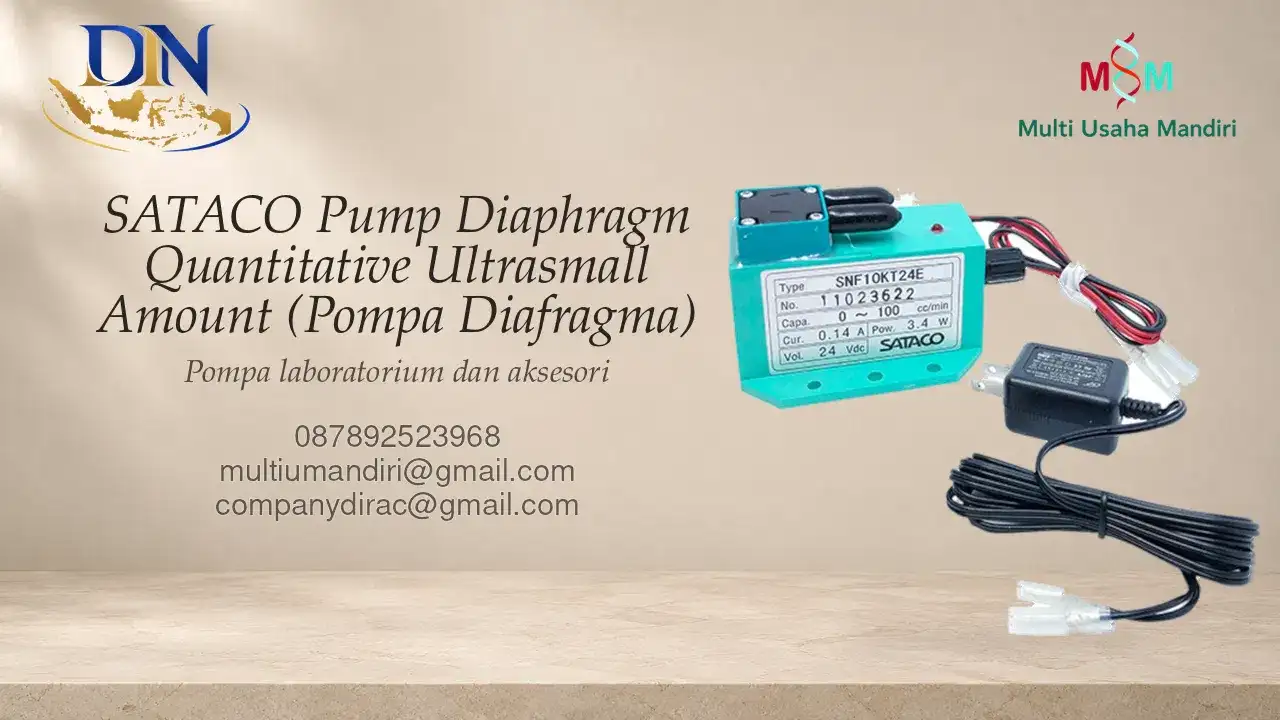 DN
M M
Multi Usaha Mandiri
SATACO Pump Diaphragm
Quantitative Ultrasmall
Amount (Pompa Diafragma)
Pompa laboratorium dan aksesori
087892523968
multiumandiri@gmail.com
companydirac@gmail.com
Type SNF10KT24E
No. 11023622
Capa. 0 ~ 100 cc/min
Cur. 0.14 A Pow. 3.4 W
Vol. 24 Vdc SATACO